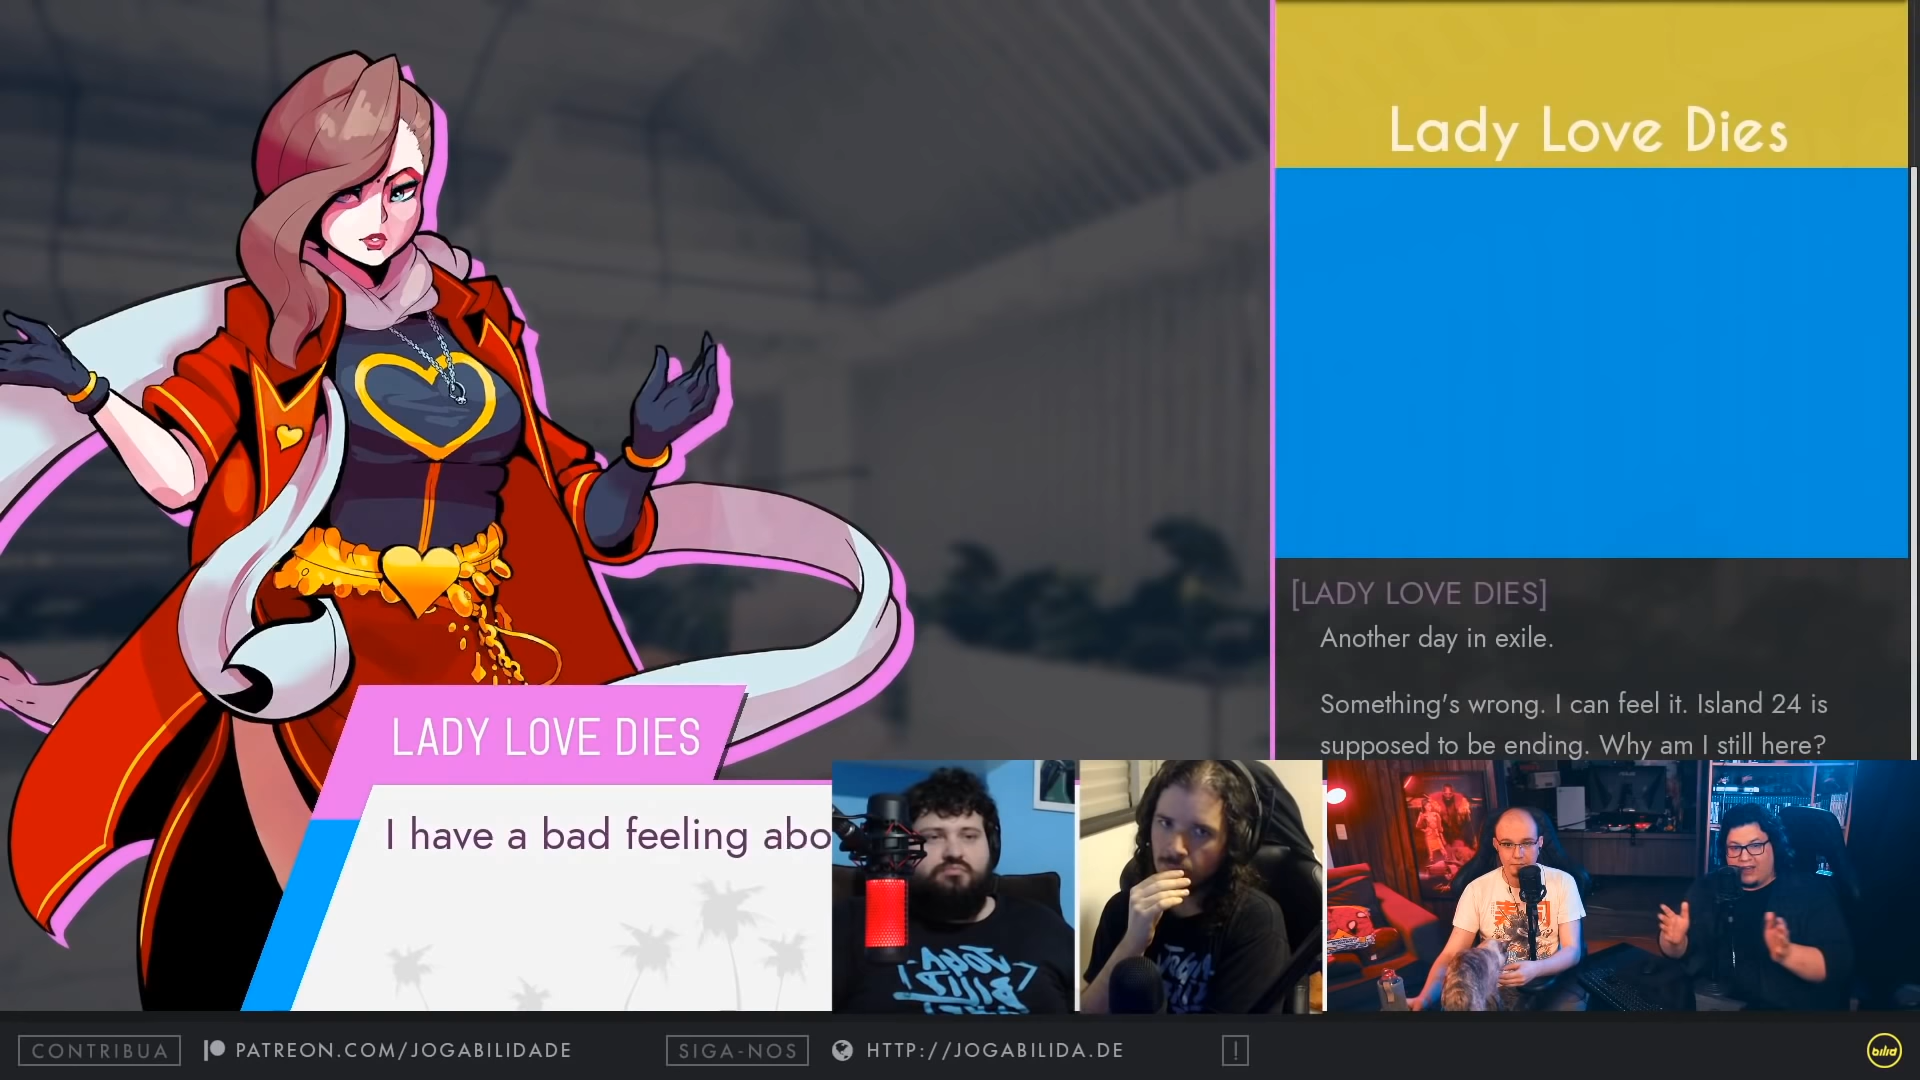 Lady Love Dies
[LADY LOVE DIES]
Another day in exile.
Something's wrong. I can feel it. Island 24 is
supposed to be ending. Why am I still here?
LADY LOVE DIES
I have a bad feeling abo
CONTRIBUA
PATREON.COM/JOGABILIDADE
SIGA-NOS
HTTP://JOGABILIDA.DE
!
bilid